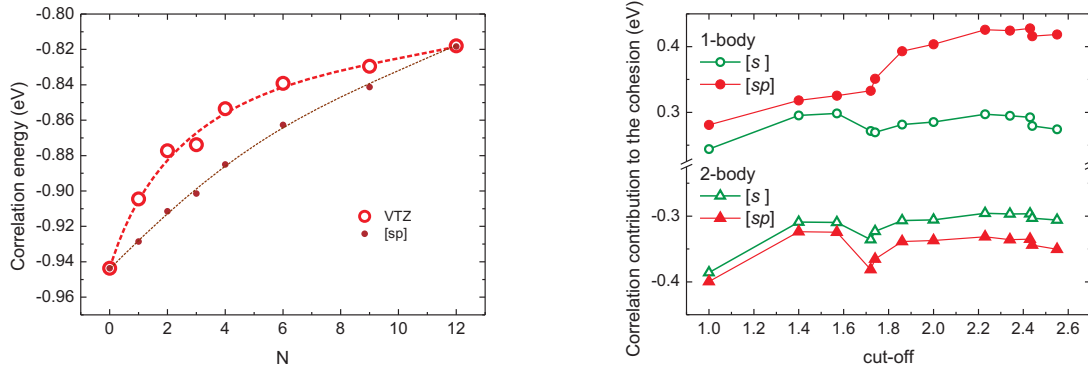 Correlation energy (eV)
-0.80
-0.82
-0.84
-0.86
-0.88
-0.90
-0.92
-0.94
-0.96
VTZ
[sp]
0 2 4 6 8 10 12
N
Correlation contribution to the cohesion (eV)
0.4
0.3
-0.3
-0.4
1-body
[s ]
[sp]
2-body
[s]
[sp]
1.0 1.4 1.6 1.8 2.0 2.2 2.4 2.6
cut-off